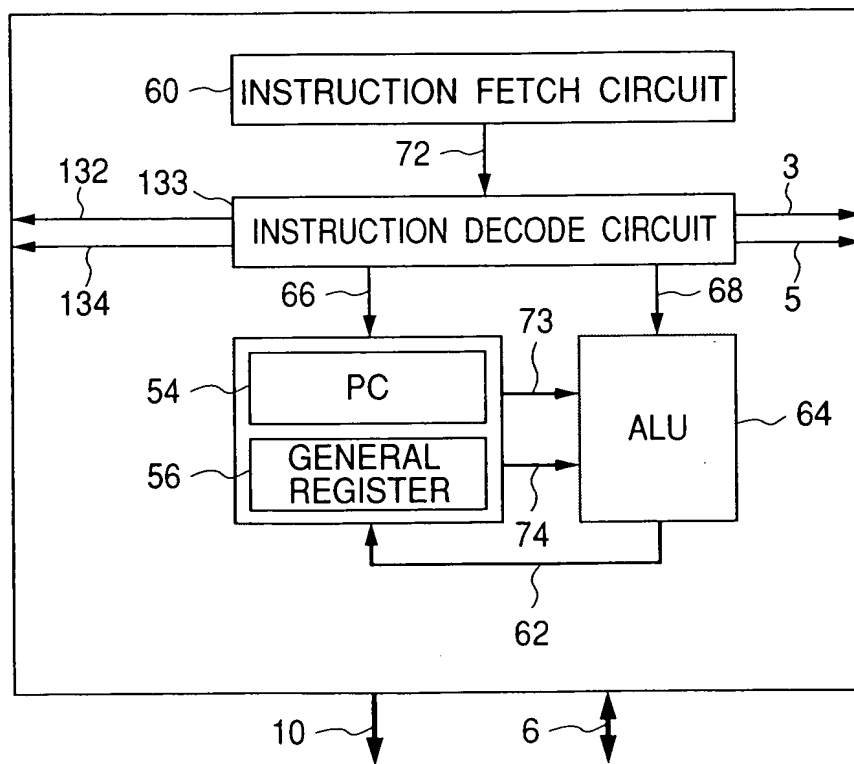 60
INSTRUCTION FETCH CIRCUIT
72
132
133
3
INSTRUCTION DECODE CIRCUIT
134
66
68
5
73
54
PC
ALU
64
56
GENERAL
REGISTER
74
62
10
6